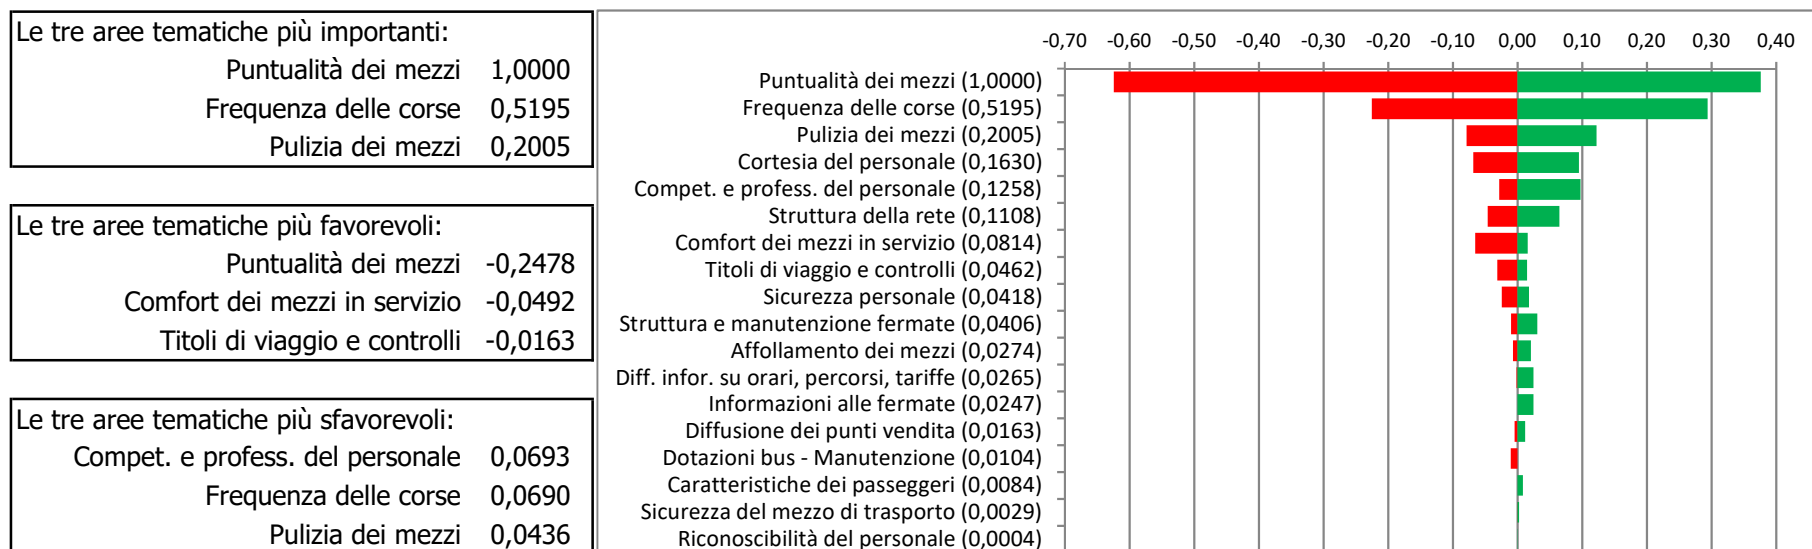 Le tre aree tematiche più importanti:
Puntualità dei mezzi 1,0000
Frequenza delle corse 0,5195
Pulizia dei mezzi 0,2005
Le tre aree tematiche più favorevoli:
Puntualità dei mezzi -0,2478
Comfort dei mezzi in servizio -0,0492
Titoli di viaggio e controlli -0,0163
Le tre aree tematiche più sfavorevoli:
Compet. e profess. del personale 0,0693
Frequenza delle corse 0,0690
Pulizia dei mezzi 0,0436
-0,70 -0,60 -0,50 -0,40 -0,30 -0,20 -0,10 0,00 0,10 0,20 0,30 0,40
Puntualità dei mezzi (1,0000)
Frequenza delle corse (0,5195)
Pulizia dei mezzi (0,2005)
Cortesia del personale (0,1630)
Compet. e profess. del personale (0,1258)
Struttura della rete (0,1108)
Comfort dei mezzi in servizio (0,0814)
Titoli di viaggio e controlli (0,0462)
Sicurezza personale (0,0418)
Struttura e manutenzione fermate (0,0406)
Affollamento dei mezzi (0,0274)
Diff. infor. su orari, percorsi, tariffe (0,0265)
Informazioni alle fermate (0,0247)
Diffusione dei punti vendita (0,0163)
Dotazioni bus - Manutenzione (0,0104)
Caratteristiche dei passeggeri (0,0084)
Sicurezza del mezzo di trasporto (0,0029)
Riconoscibilità del personale (0,0004)